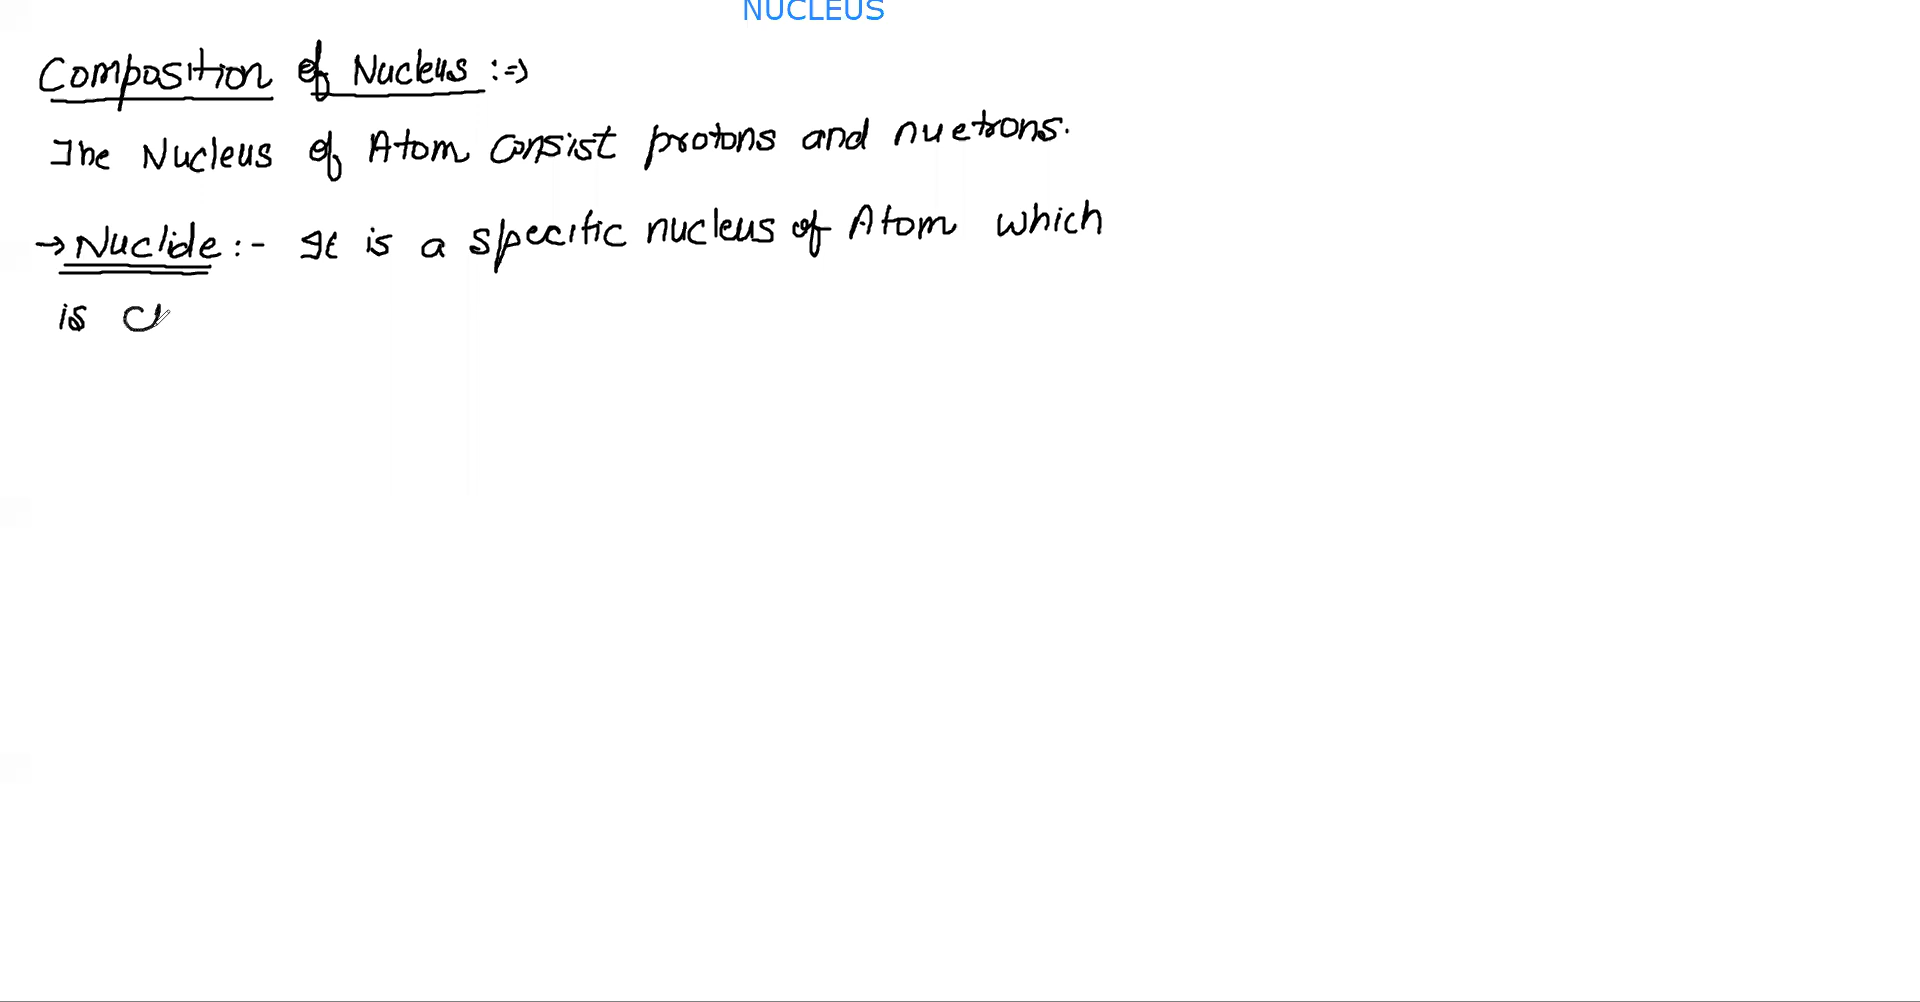 NUCLEUS
Composition of Nucleus :⇒
The Nucleus of Atom Consist protons and nuetrons.
→ Nuclide :- It is a specific nucleus of Atom which
is